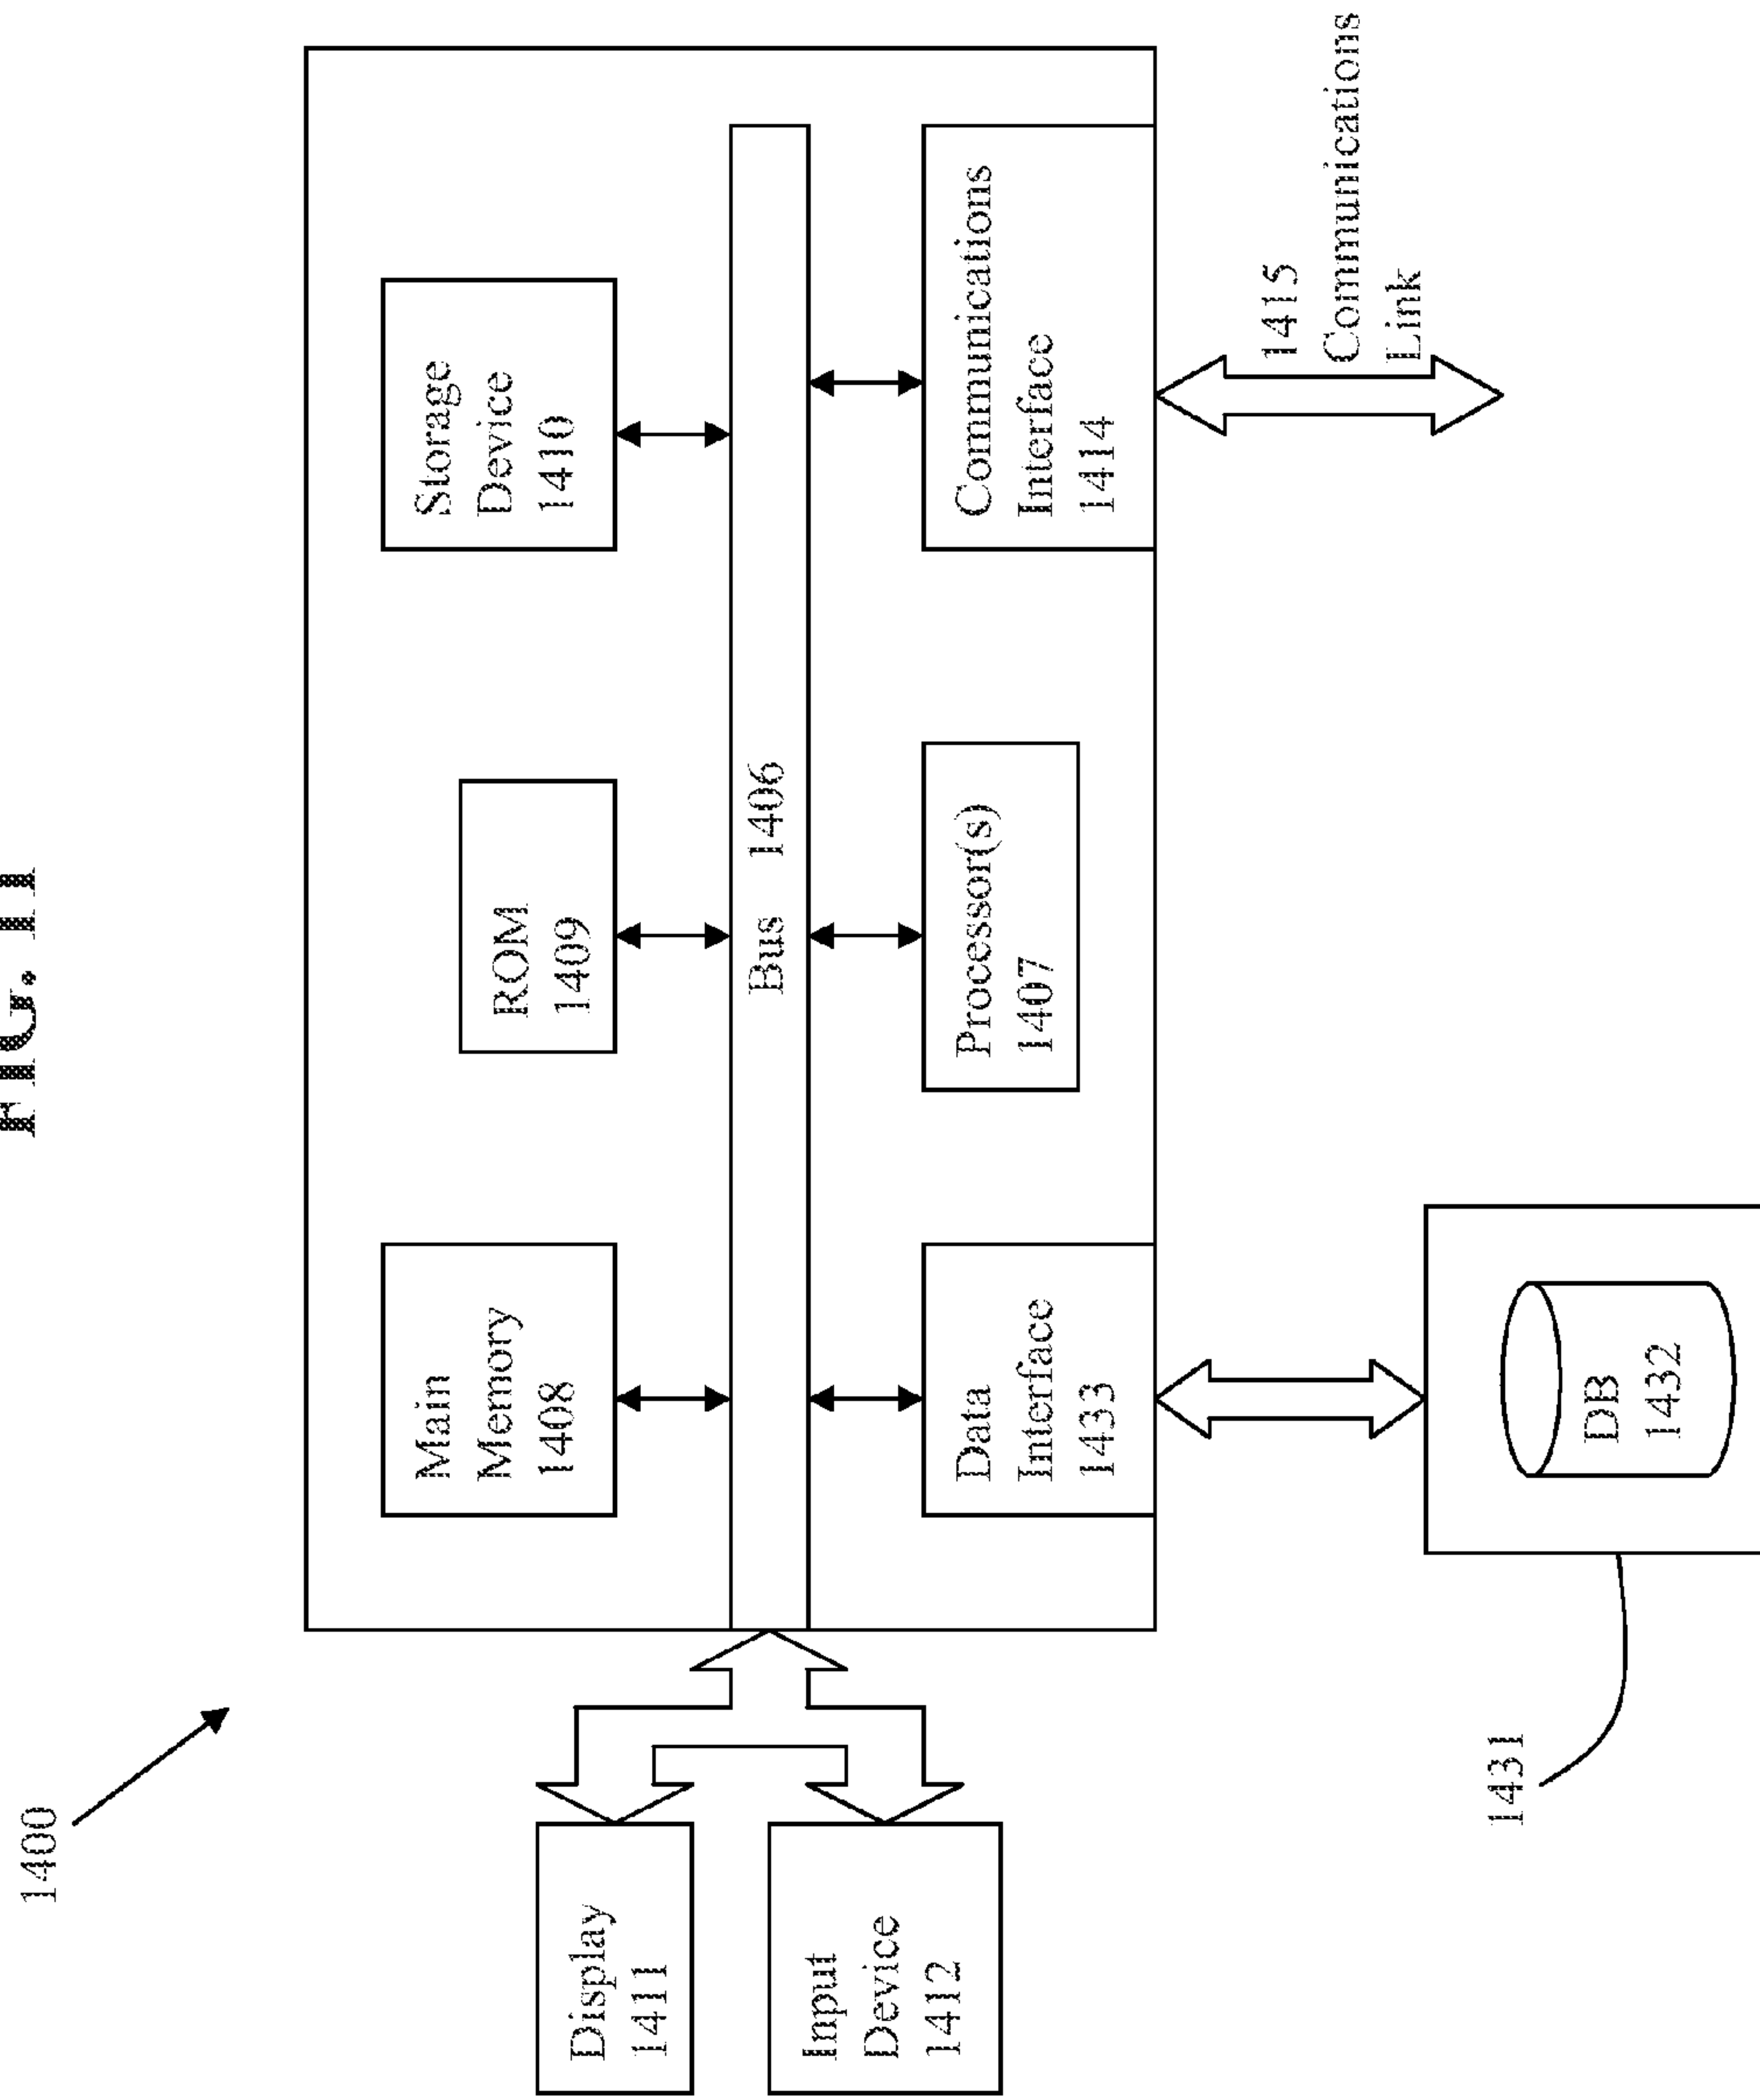 FIG. 11
1400
Main
Memory
1408
ROM
1409
Storage
Device
1410
Display
1411
Bus 1406
Input
Device
1412
Data
Interface
1433
Processor(s)
1407
Communications
Interface
1414
1415
Communications
Link
1431
DB
1432